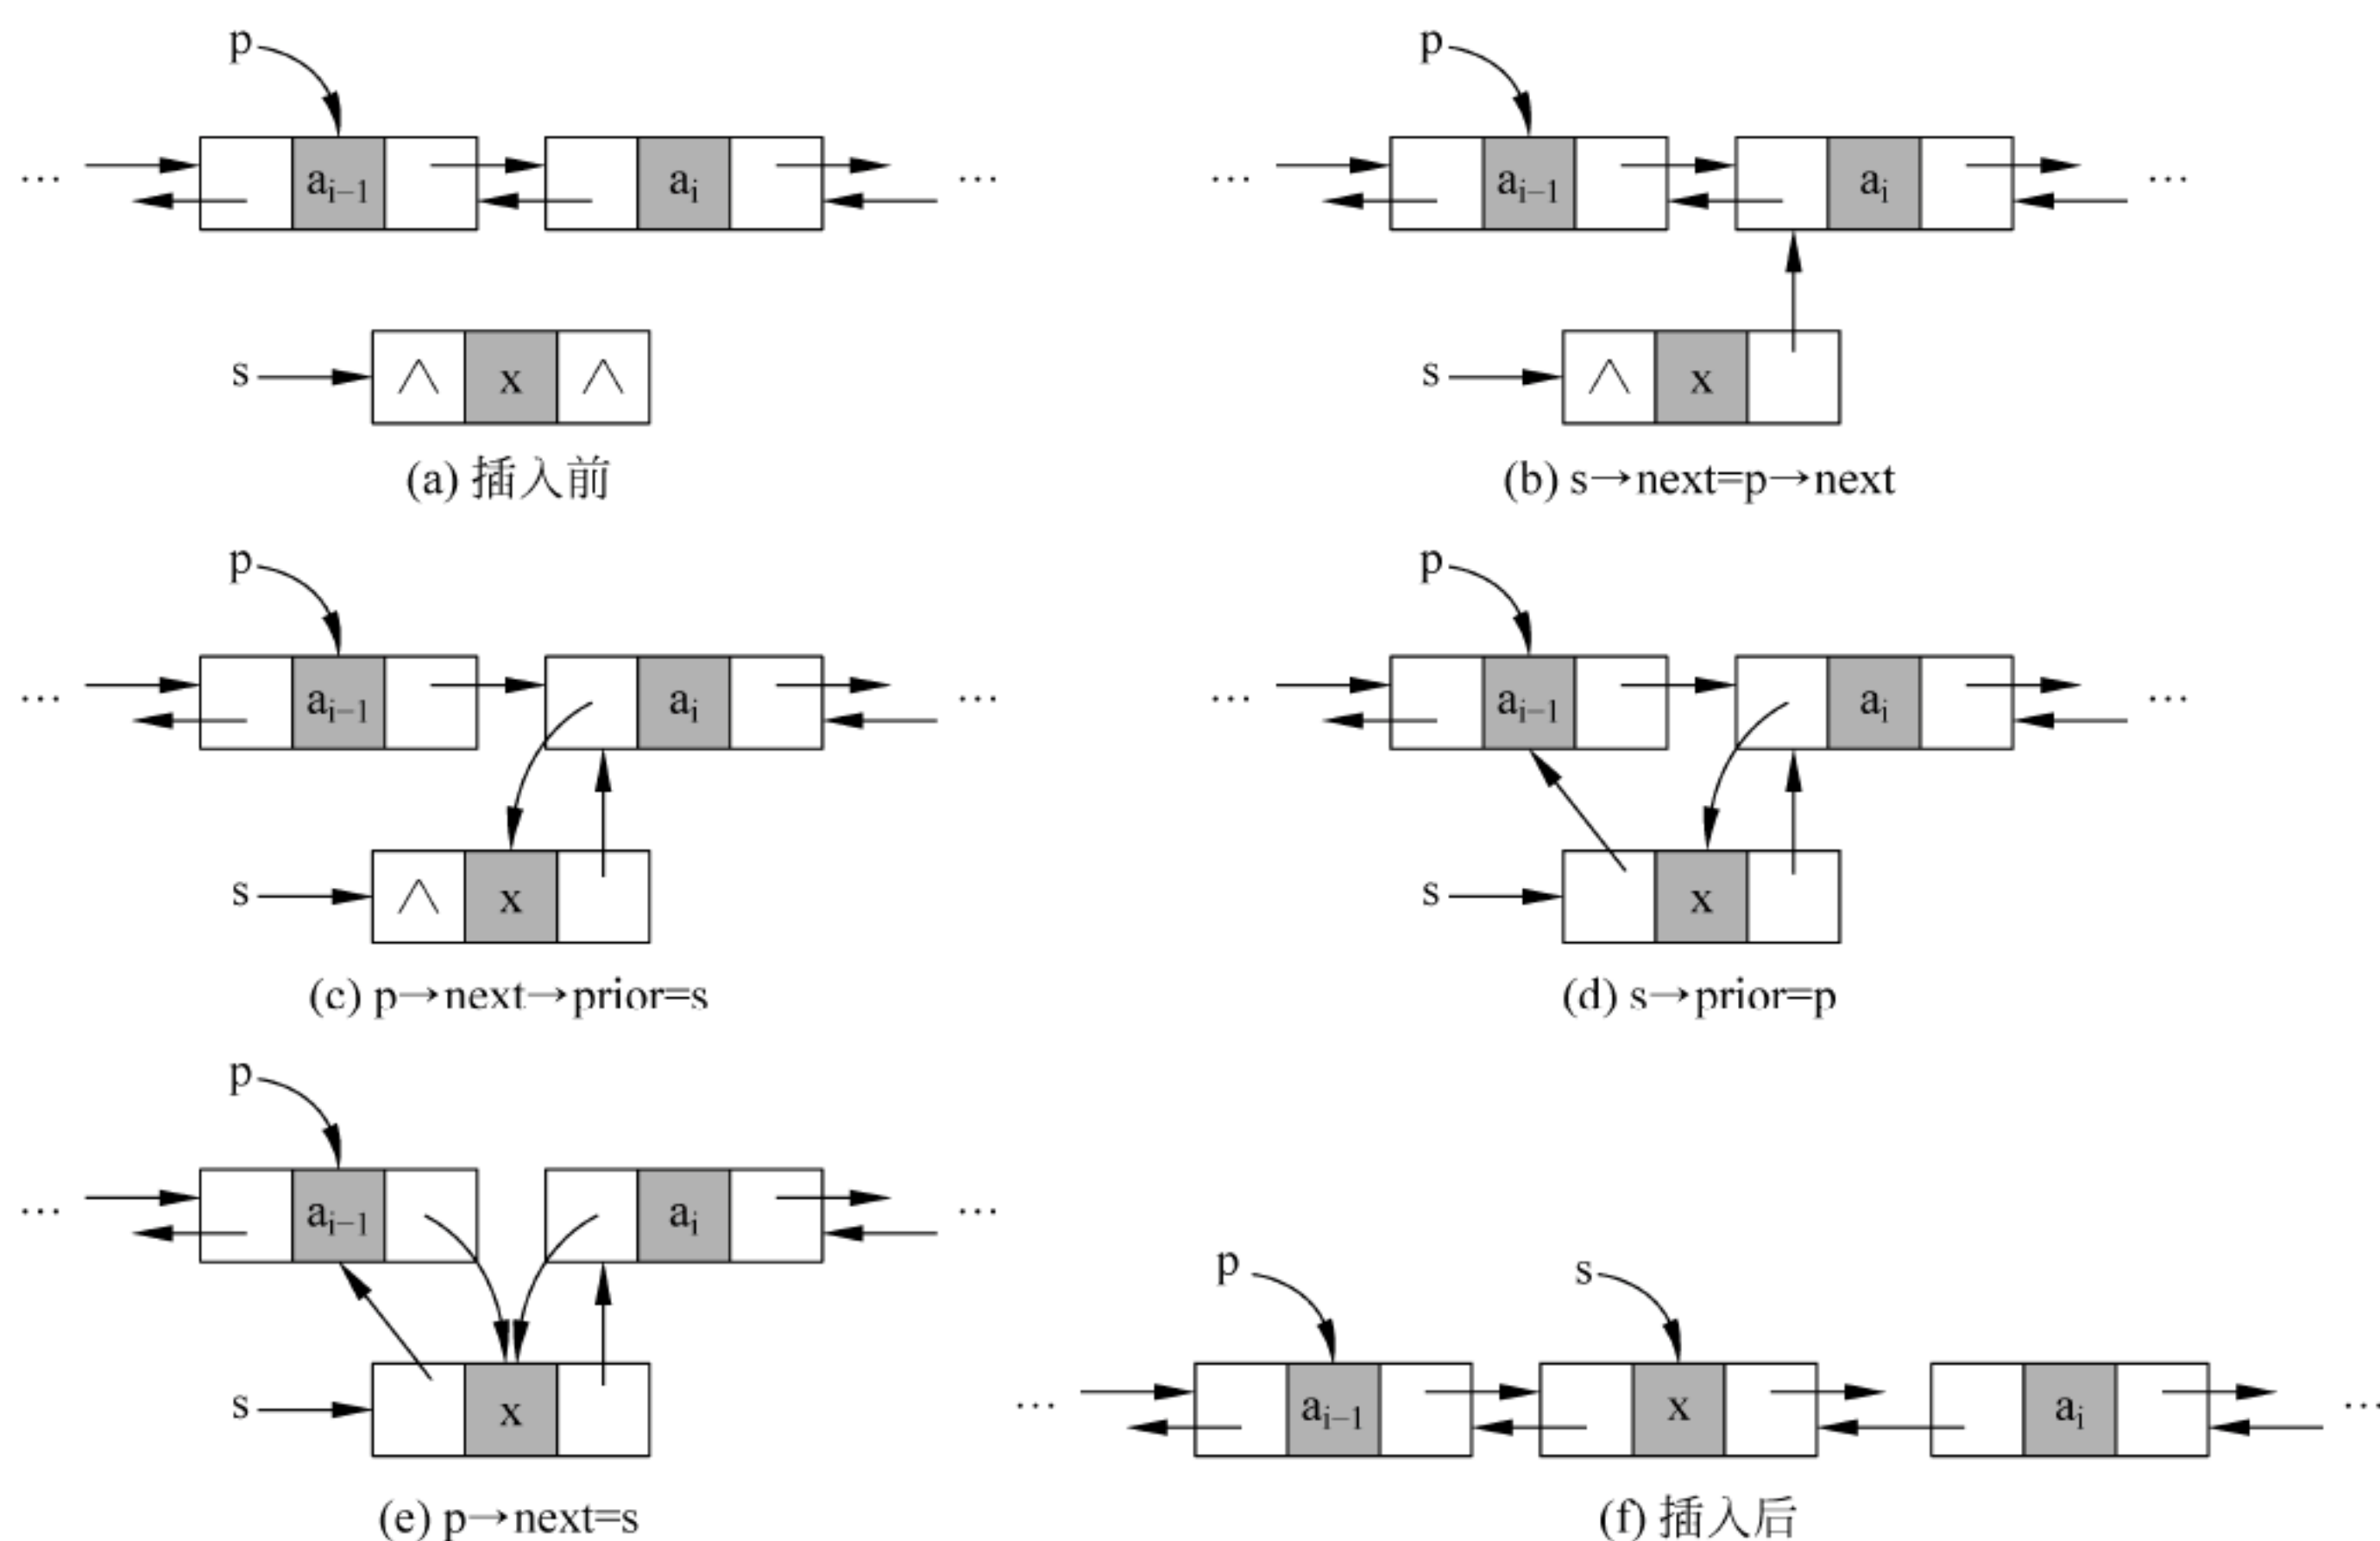 p p
… a_{i-1} a_i … … a_{i-1} a_i …
s ∧ x ∧ s ∧ x
(a) 插入前 (b) s→next=p→next
p p
… a_{i-1} a_i … … a_{i-1} a_i …
s ∧ x s x
(c) p→next→prior=s (d) s→prior=p
p
… a_{i-1} a_i …
p s
s x … a_{i-1} x a_i …
(e) p→next=s (f) 插入后